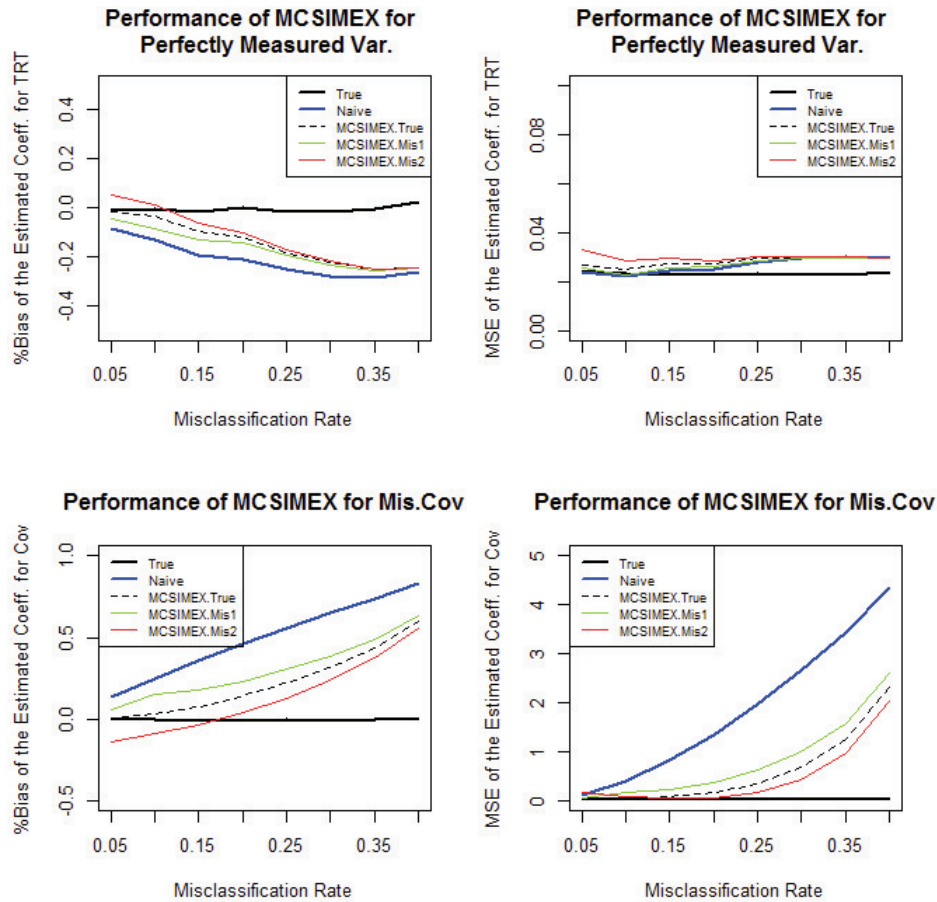 Performance of MCSIMEX for
Perfectly Measured Var.
%Bias of the Estimated Coeff. for TRT
0.4
0.2
0.0
-0.2
-0.4
True
Naive
MCSIMEX.True
MCSIMEX.Mis1
MCSIMEX.Mis2
0.05 0.15 0.25 0.35
Misclassification Rate
Performance of MCSIMEX for
Perfectly Measured Var.
MSE of the Estimated Coeff. for TRT
0.08
0.04
0.00
True
Naive
MCSIMEX.True
MCSIMEX.Mis1
MCSIMEX.Mis2
0.05 0.15 0.25 0.35
Misclassification Rate
Performance of MCSIMEX for Mis.Cov
%Bias of the Estimated Coeff. for Cov
1.0
0.5
0.0
-0.5
True
Naive
MCSIMEX.True
MCSIMEX.Mis1
MCSIMEX.Mis2
0.05 0.15 0.25 0.35
Misclassification Rate
Performance of MCSIMEX for Mis.Cov
MSE of the Estimated Coeff. for Cov
5
4
3
2
1
0
True
Naive
MCSIMEX.True
MCSIMEX.Mis1
MCSIMEX.Mis2
0.05 0.15 0.25 0.35
Misclassification Rate